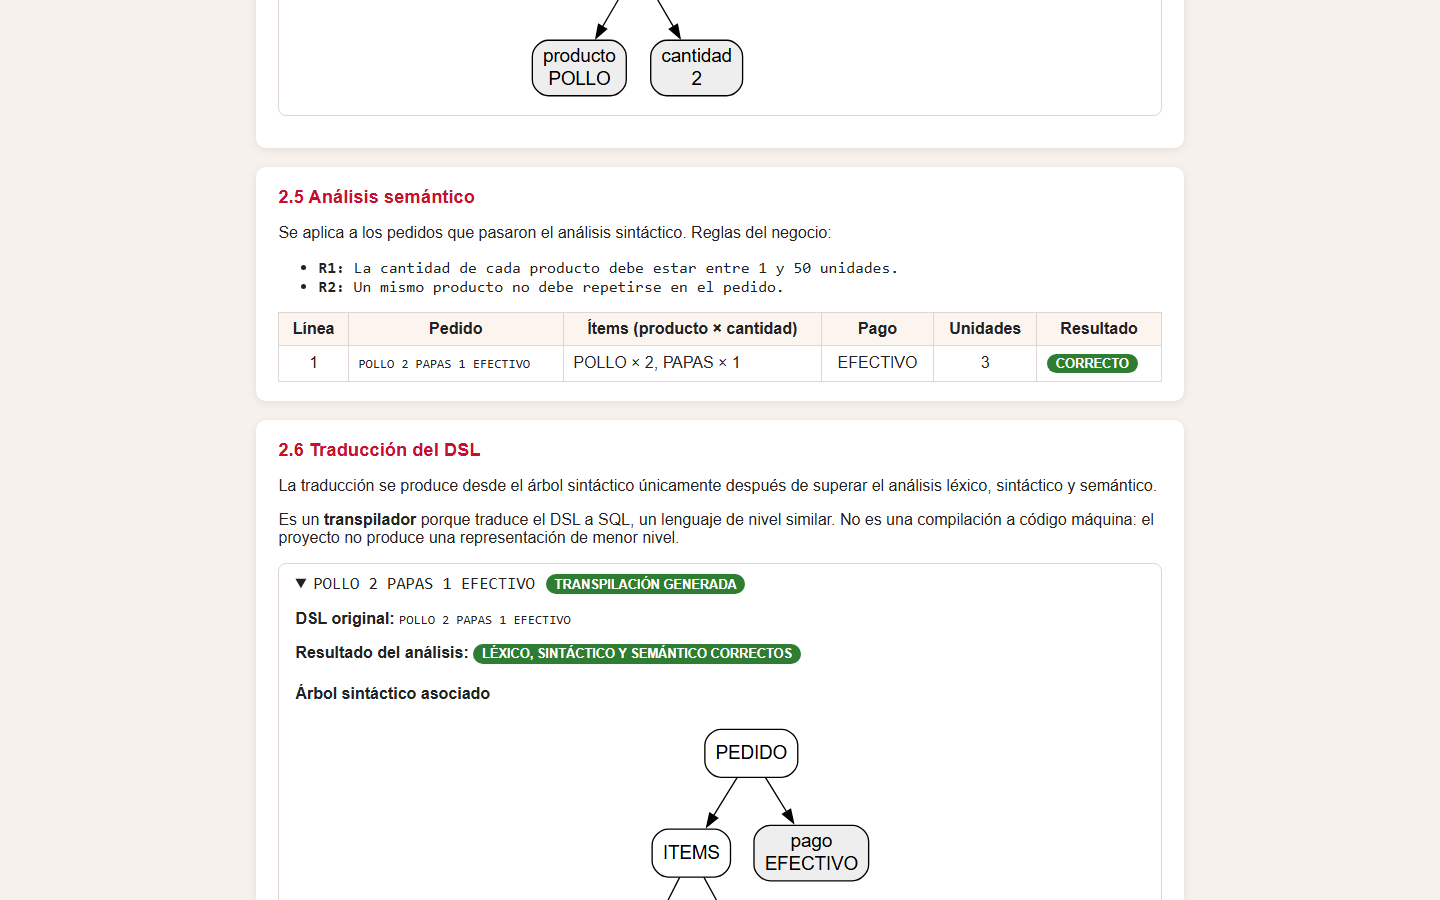 producto
POLLO
cantidad
2
2.5 Análisis semántico
Se aplica a los pedidos que pasaron el análisis sintáctico. Reglas del negocio:
R1: La cantidad de cada producto debe estar entre 1 y 50 unidades.
R2: Un mismo producto no debe repetirse en el pedido.
Línea Pedido Ítems (producto × cantidad) Pago Unidades Resultado
1 POLLO 2 PAPAS 1 EFECTIVO POLLO × 2, PAPAS × 1 EFECTIVO 3 CORRECTO
2.6 Traducción del DSL
La traducción se produce desde el árbol sintáctico únicamente después de superar el análisis léxico, sintáctico y semántico.
Es un transpilador porque traduce el DSL a SQL, un lenguaje de nivel similar. No es una compilación a código máquina: el
proyecto no produce una representación de menor nivel.
POLLO 2 PAPAS 1 EFECTIVO TRANSPILACIÓN GENERADA
DSL original: POLLO 2 PAPAS 1 EFECTIVO
Resultado del análisis: LÉXICO, SINTÁCTICO Y SEMÁNTICO CORRECTOS
Árbol sintáctico asociado
PEDIDO
ITEMS
pago
EFECTIVO